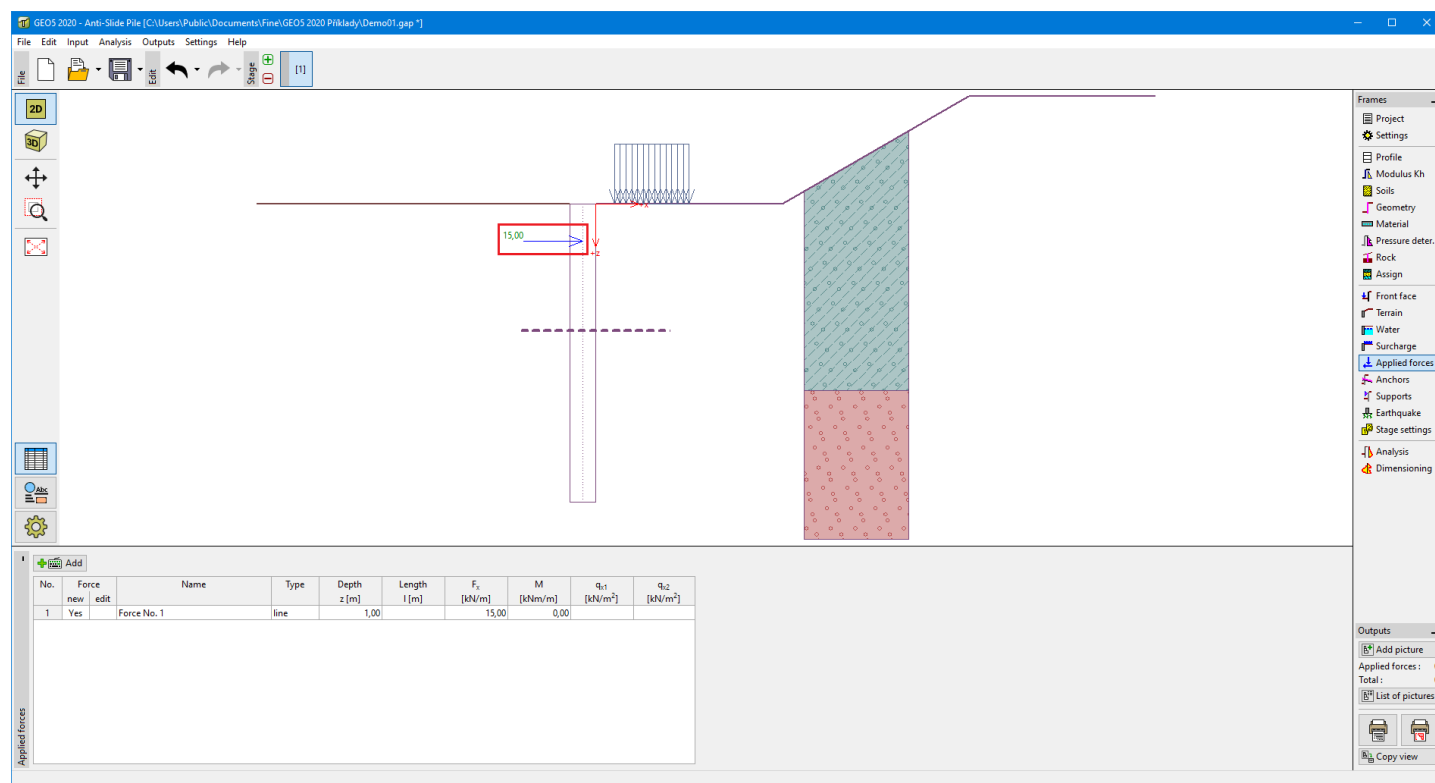 GEO5 2020 - Anti-Slide Pile [C:\Users\Public\Documents\Fine\GEO5 2020 Příklady\Demo01.gap *]
File Edit Input Analysis Outputs Settings Help
File
Edit
Stage
[1]
2D
3D
15,00
+x
+z
Abc
Frames
Project
Settings
Profile
Modulus Kh
Soils
Geometry
Material
Pressure deter.
Rock
Assign
Front face
Terrain
Water
Surcharge
Applied forces
Anchors
Supports
Earthquake
Stage settings
Analysis
Dimensioning
Add
No. Force Name Type Depth Length Fx M qx1 qx2
new edit z [m] l [m] [kN/m] [kNm/m] [kN/m²] [kN/m²]
1 Yes Force No. 1 line 1,00 15,00 0,00
Applied forces
Outputs
Add picture
Applied forces :
Total :
List of pictures
Copy view